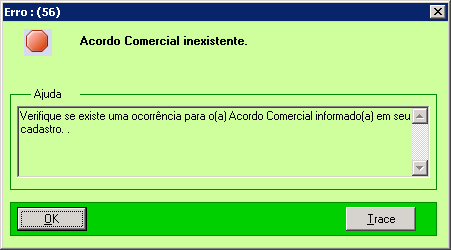 Erro : (56)
Acordo Comercial inexistente.
Ajuda
Verifique se existe uma ocorrência para o(a) Acordo Comercial informado(a) em seu
cadastro. .
OK
Trace